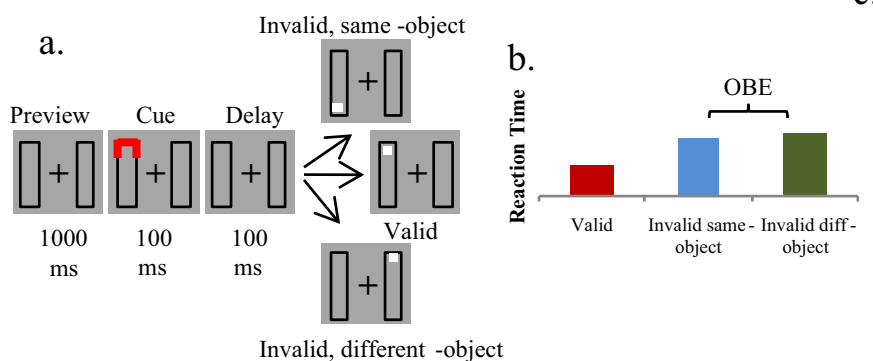 a.
Invalid, same -object
Preview
Cue
Delay
1000
ms
100
ms
100
ms
Valid
Invalid, different -object
b.
OBE
Reaction Time
Valid
Invalid same -
object
Invalid diff -
object